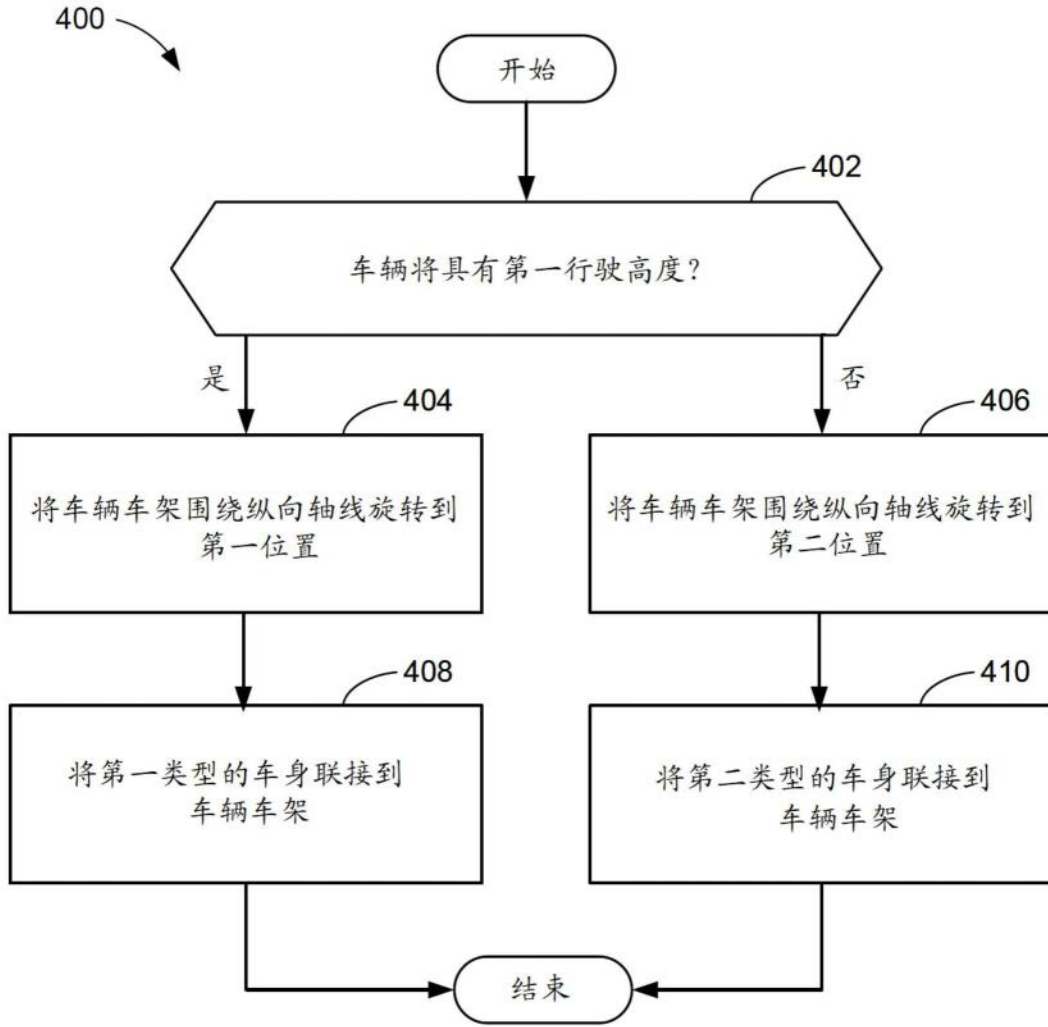 400
开始
402
车辆将具有第一行驶高度?
是
否
404
406
将车辆车架围绕纵向轴线旋转到
第一位置
将车辆车架围绕纵向轴线旋转到
第二位置
408
410
将第一类型的车身联接到
车辆车架
将第二类型的车身联接到
车辆车架
结束